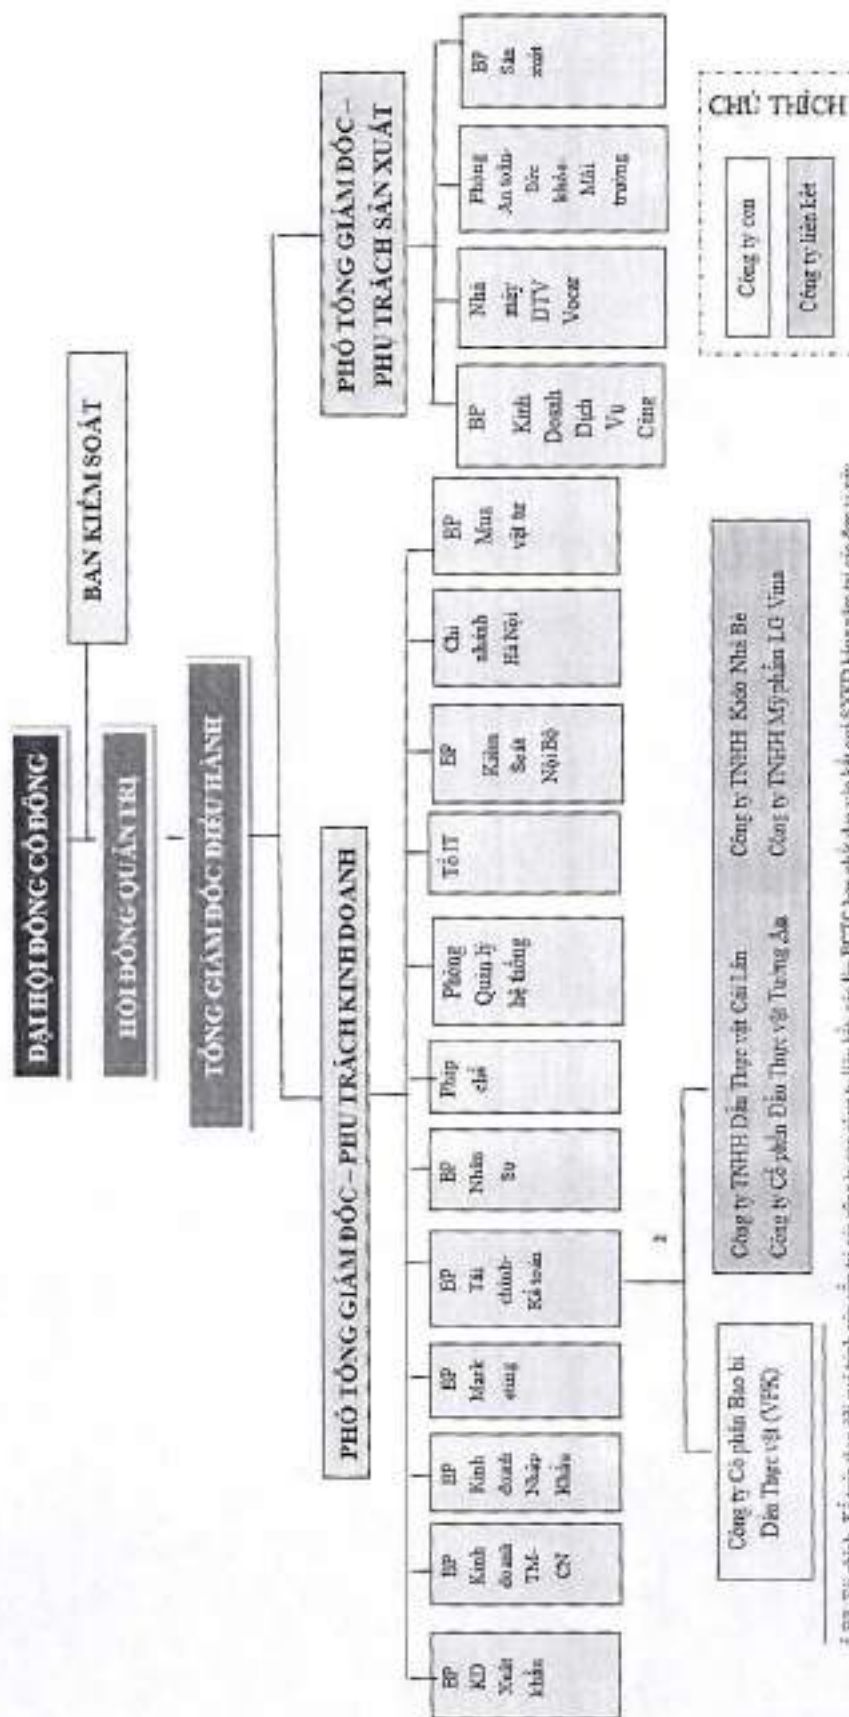 ĐẠI HỘI ĐỒNG CỔ ĐÔNG
BAN KIỂM SOÁT
HỘI ĐỒNG QUẢN TRỊ
TỔNG GIÁM ĐỐC ĐIỀU HÀNH
PHÓ TỔNG GIÁM ĐỐC – PHỤ TRÁCH KINH DOANH
PHÓ TỔNG GIÁM ĐỐC –
PHỤ TRÁCH SẢN XUẤT
BP
KD
Xuất
khẩu
BP
Kinh
doanh
TM-
CN
BP
Kinh
doanh
Nhập
Khẩu
BP
Mark
eting
BP
Tài
chính-
Kế toán
BP
Nhân
Sự
Pháp
chế
Phòng
Quản lý
hệ thống
Tổ IT
BP
Kiểm
Soát
Nội Bộ
Chi
nhánh
Hà Nội
BP
Mua
vật tư
BP
Kinh
Doanh
Dịch
Vụ
Cảng
Nhà
máy
DTV
Vocar
Phòng
An toàn-
Sức
khỏe-
Môi
trường
BP
Sản
xuất
2
Công ty Cổ phần Bao bì
Dầu Thực vật (VPK)
Công ty TNHH Dầu Thực vật Cái Lân
Công ty TNHH Kido Nhà Bè
Công ty Cổ phần Dầu Thực vật Tường An
Công ty TNHH Mỹ phẩm LG Vina
CHÚ THÍCH
Công ty con
Công ty liên kết